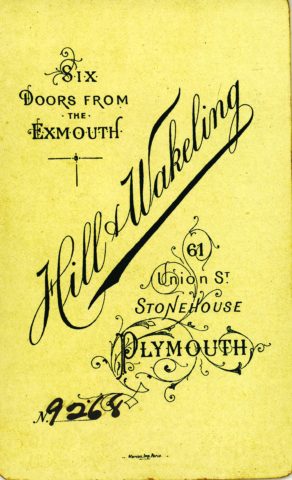 SIX
DOORS FROM
· THE ·
EXMOUTH
Hill & Wakeling
61
Union St.
STONEHOUSE
PLYMOUTH
No 9268